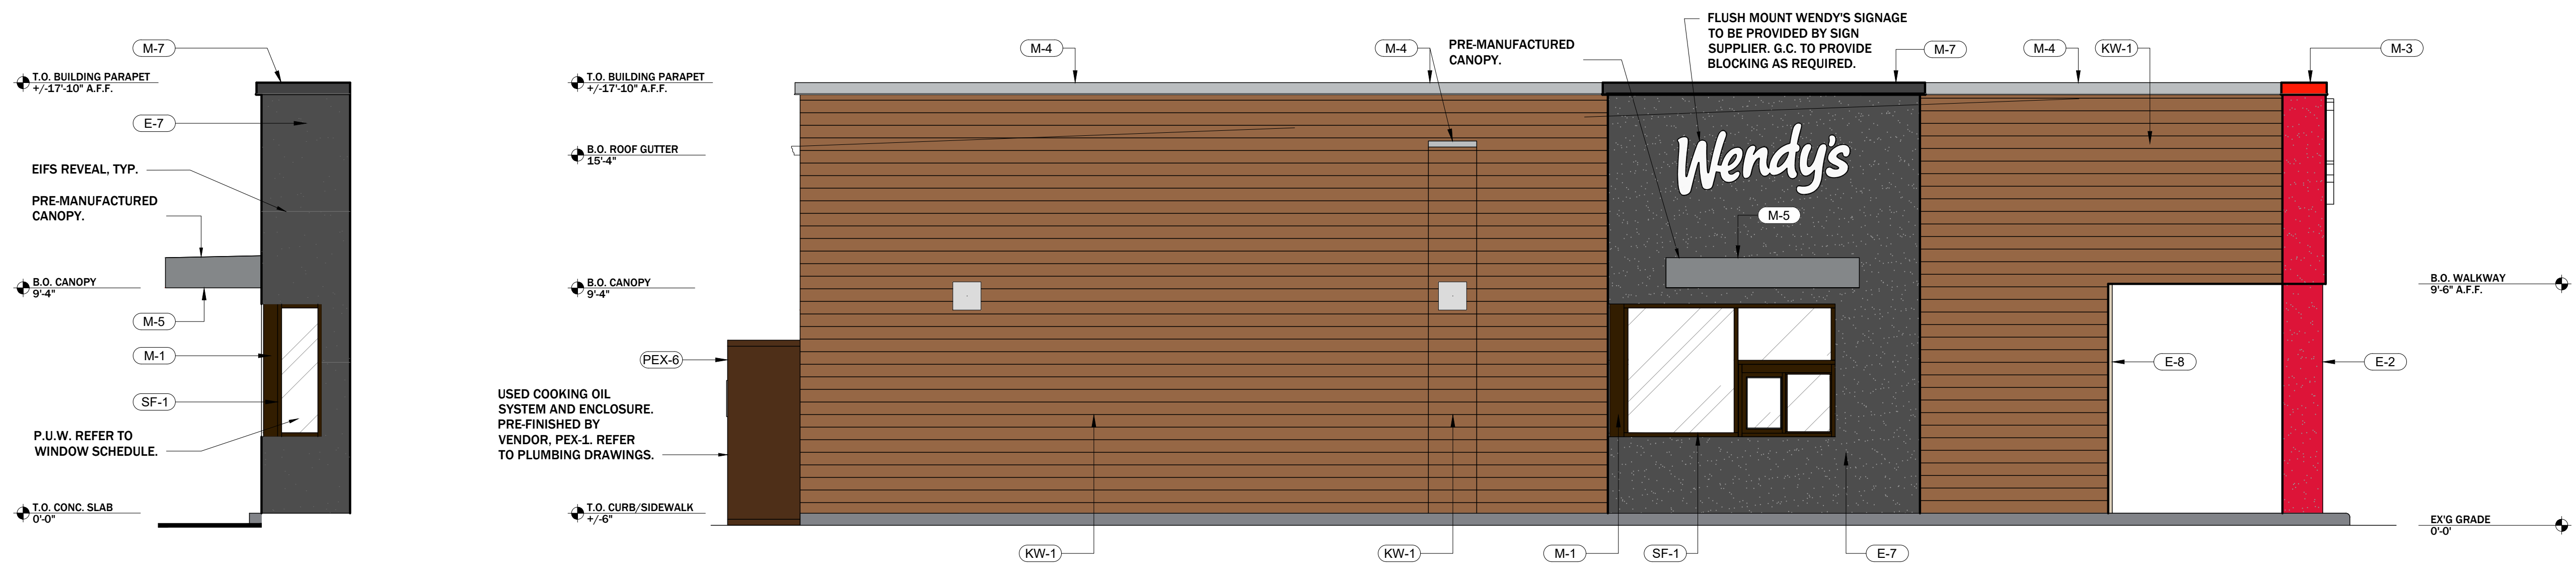 M-7
T.O. BUILDING PARAPET
+/-17'-10" A.F.F.
E-7
EIFS REVEAL, TYP.
PRE-MANUFACTURED
CANOPY.
B.O. CANOPY
9'-4"
M-5
M-1
SF-1
P.U.W. REFER TO
WINDOW SCHEDULE.
T.O. CONC. SLAB
0'-0"
T.O. BUILDING PARAPET
+/-17'-10" A.F.F.
B.O. ROOF GUTTER
15'-4"
B.O. CANOPY
9'-4"
PEX-6
USED COOKING OIL
SYSTEM AND ENCLOSURE.
PRE-FINISHED BY
VENDOR, PEX-1. REFER
TO PLUMBING DRAWINGS.
T.O. CURB/SIDEWALK
+/-6"
M-4
M-4
PRE-MANUFACTURED
CANOPY.
FLUSH MOUNT WENDY'S SIGNAGE
TO BE PROVIDED BY SIGN
SUPPLIER. G.C. TO PROVIDE
BLOCKING AS REQUIRED.
M-7
M-4
KW-1
M-3
Wendy's
M-5
B.O. WALKWAY
9'-6" A.F.F.
E-8
E-2
EX'G GRADE
0'-0'
KW-1
KW-1
M-1
SF-1
E-7